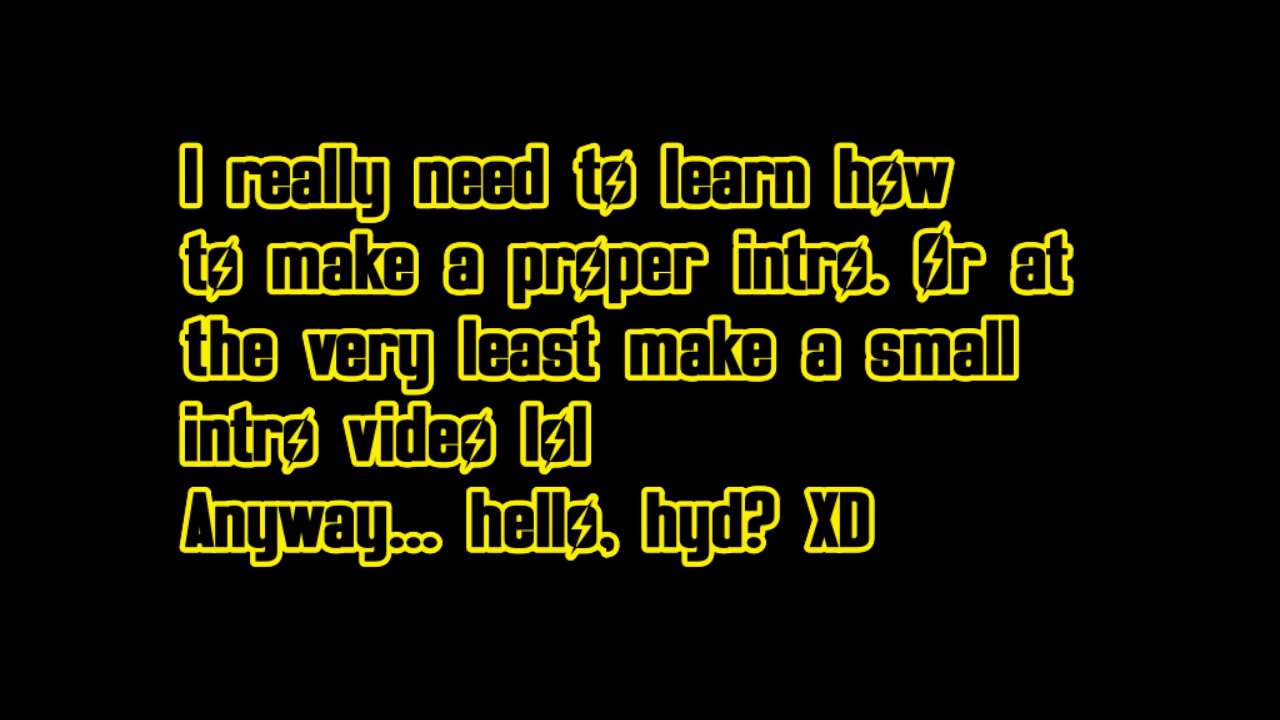 I really need to learn how
to make a proper intro. Or at
the very least make a small
intro video lol
Anyway... hello, hyd? XD